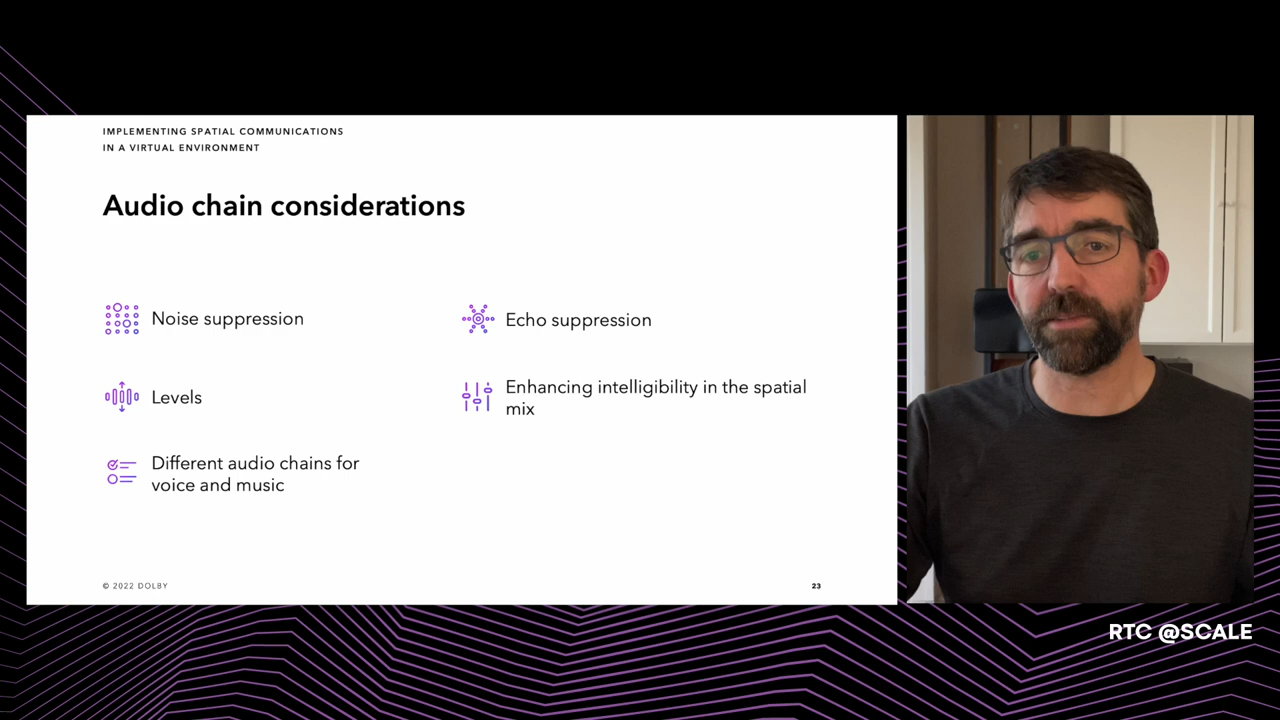 IMPLEMENTING SPATIAL COMMUNICATIONS
IN A VIRTUAL ENVIRONMENT
Audio chain considerations
Noise suppression
Echo suppression
Levels
Enhancing intelligibility in the spatial
mix
Different audio chains for
voice and music
© 2022 DOLBY
23
RTC @SCALE